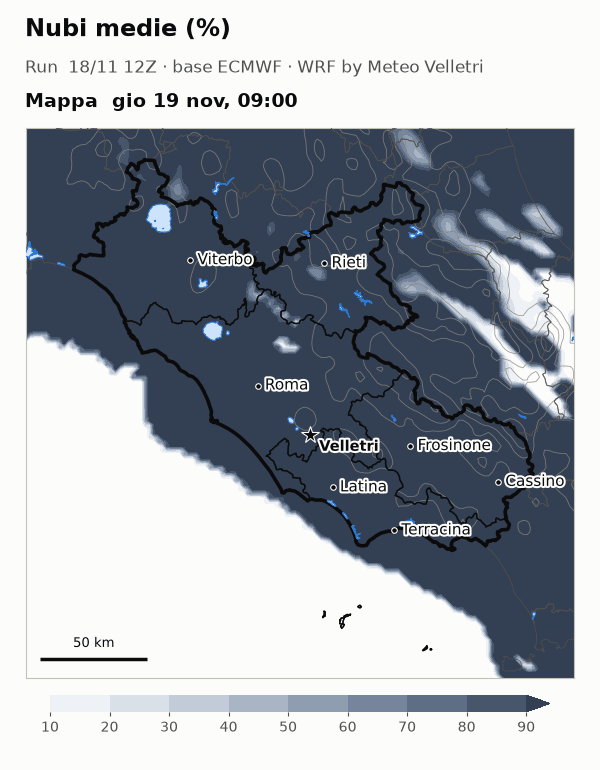 Nubi medie (%)
Run  18/11 12Z · base ECMWF · WRF by Meteo Velletri
Mappa  gio 19 nov, 09:00
Viterbo
Rieti
Roma
Velletri
Frosinone
Latina
Cassino
Terracina
50 km
10 20 30 40 50 60 70 80 90